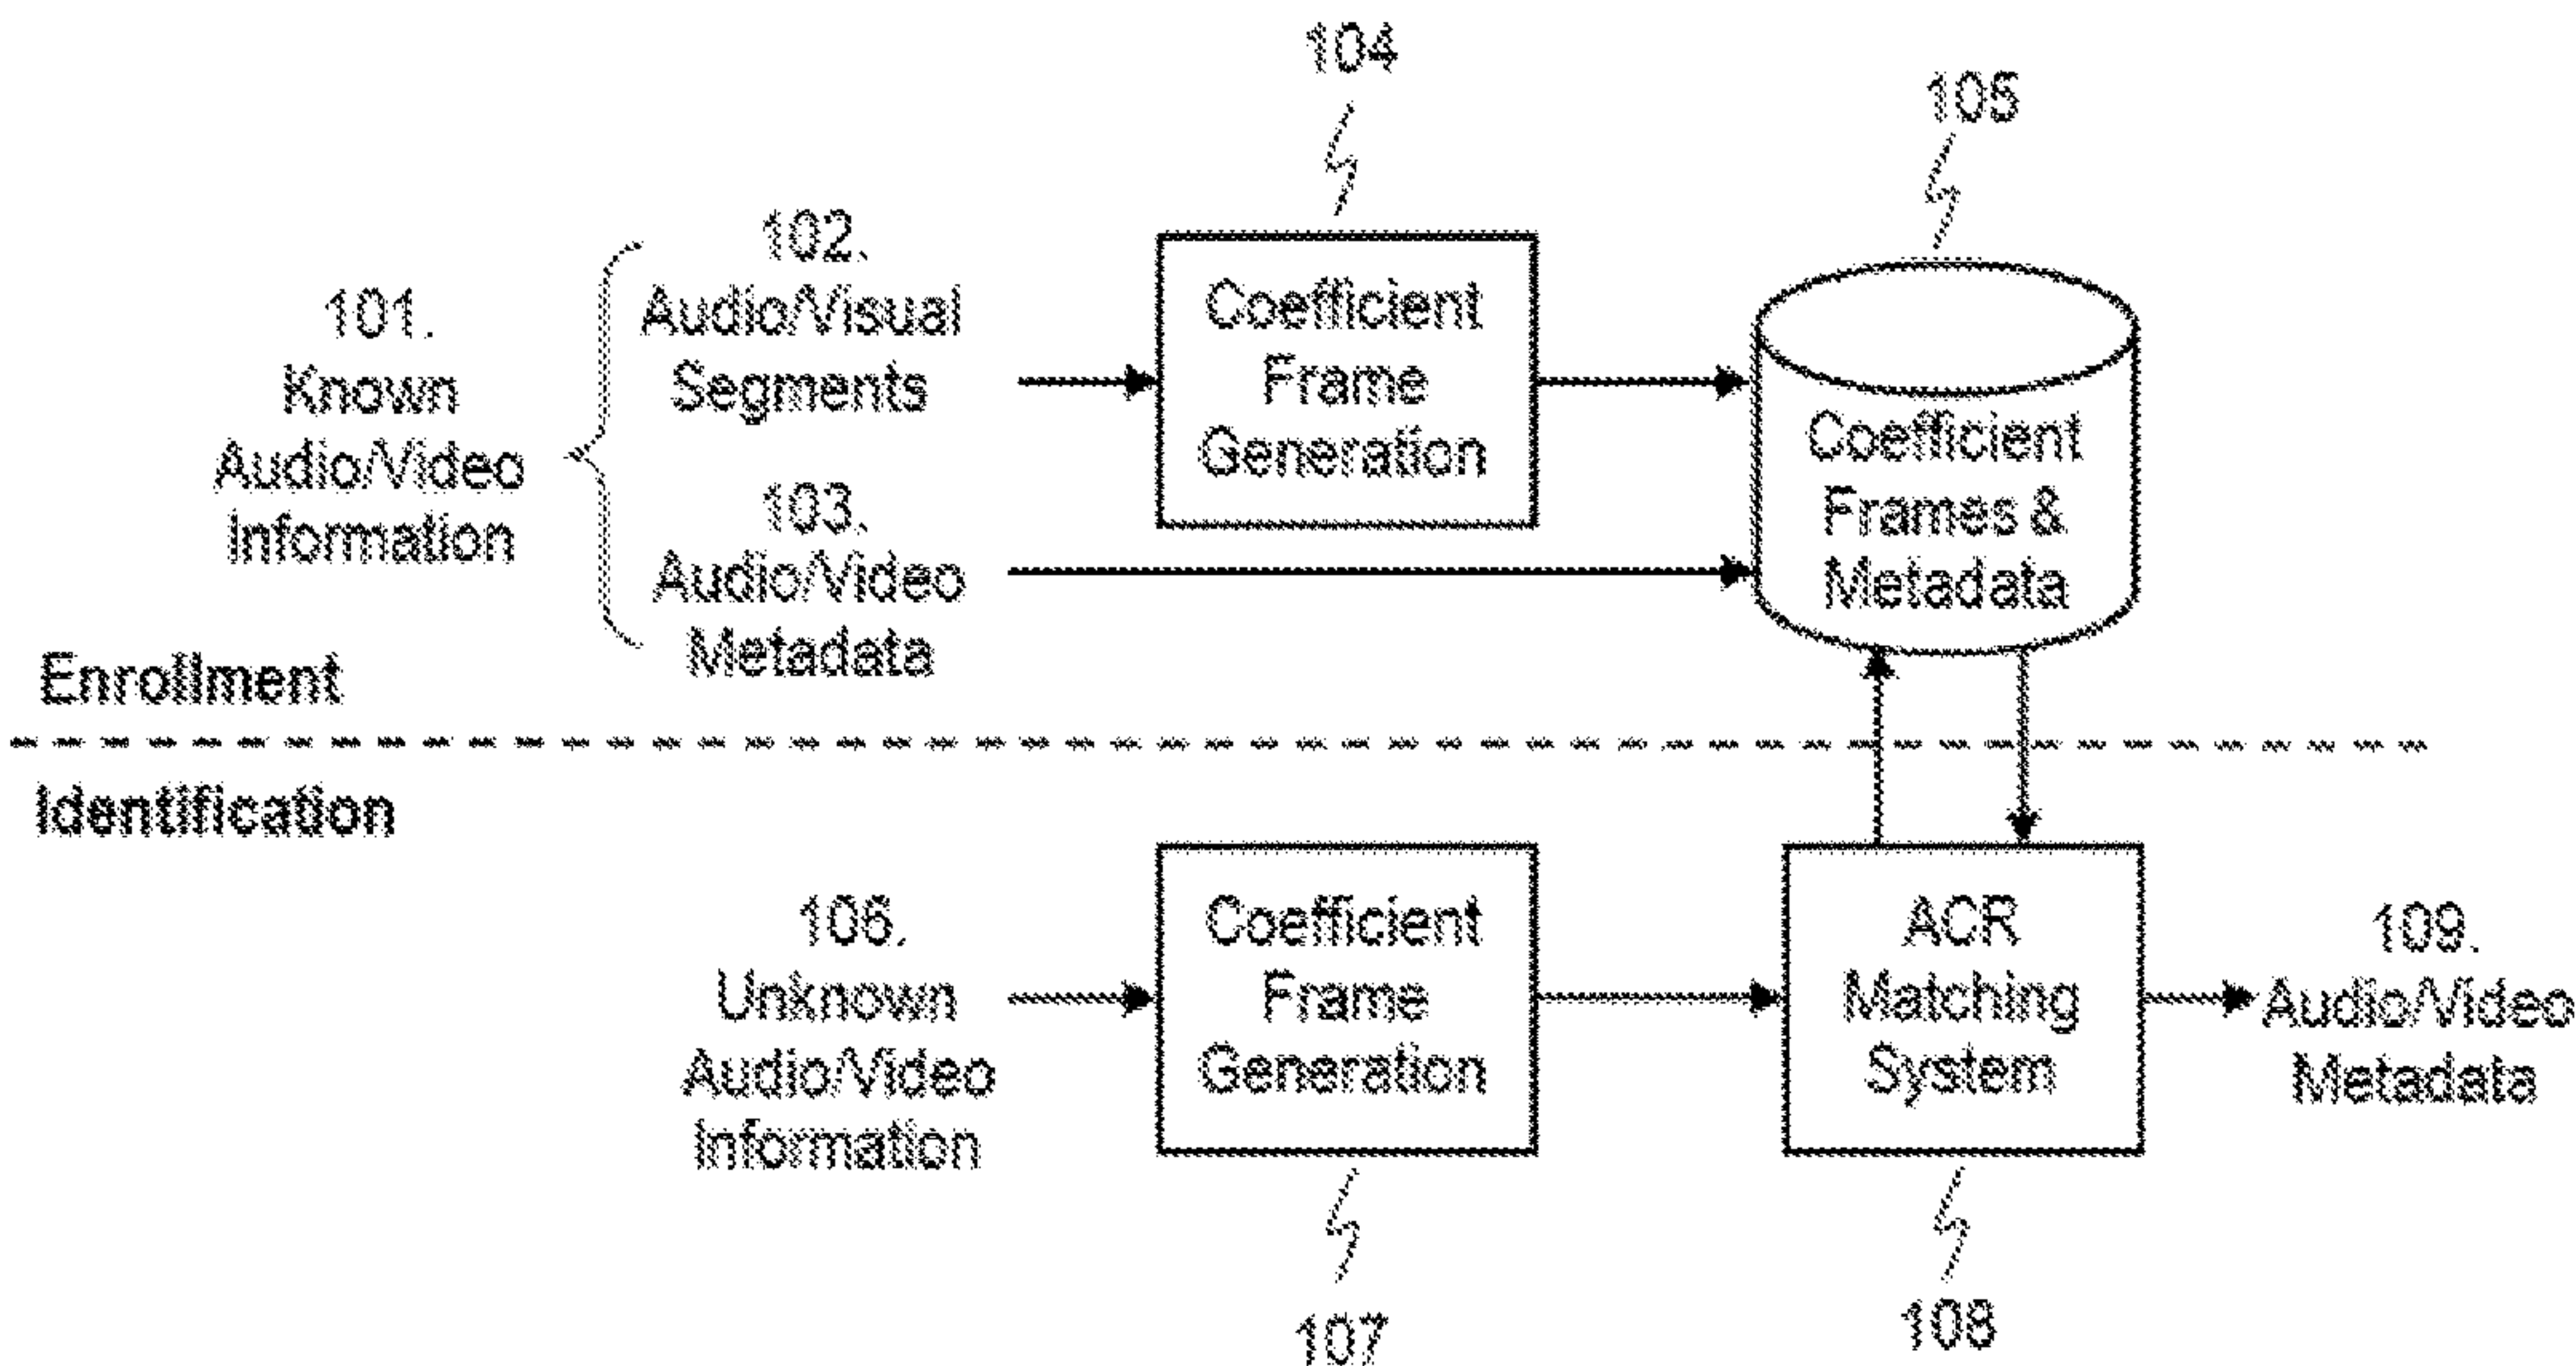 104
105
101.
Known
Audio/Video
Information
102.
Audio/Visual
Segments
103.
Audio/Video
Metadata
Coefficient
Frame
Generation
Coefficient
Frames &
Metadata
Enrollment
Identification
106.
Unknown
Audio/Video
Information
Coefficient
Frame
Generation
ACR
Matching
System
109.
Audio/Video
Metadata
107
108